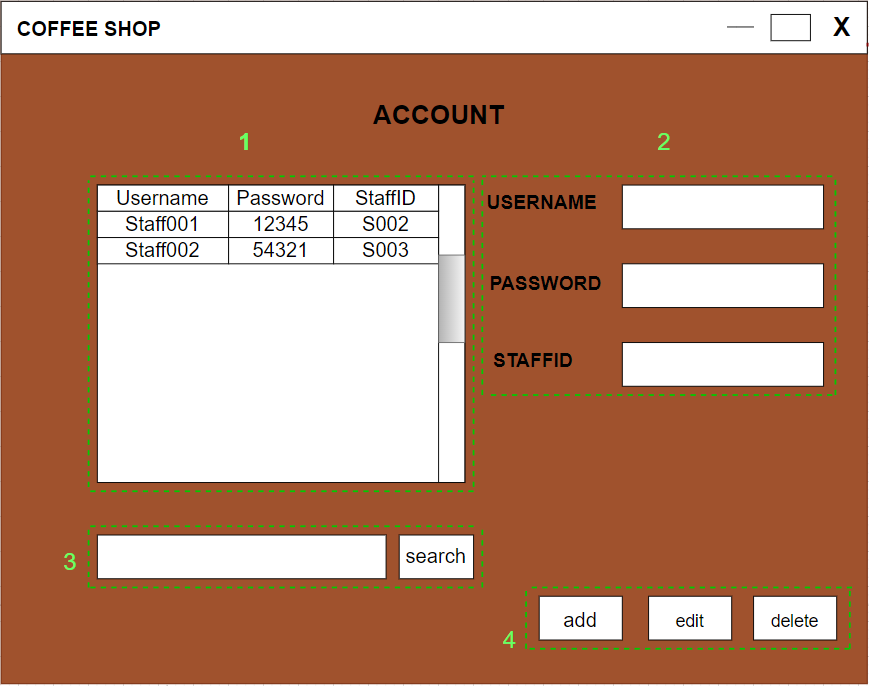 COFFEE SHOP X
ACCOUNT
1 2
Username Password StaffID
Staff001 12345 S002
Staff002 54321 S003
USERNAME
PASSWORD
STAFFID
3
search
4
add edit delete